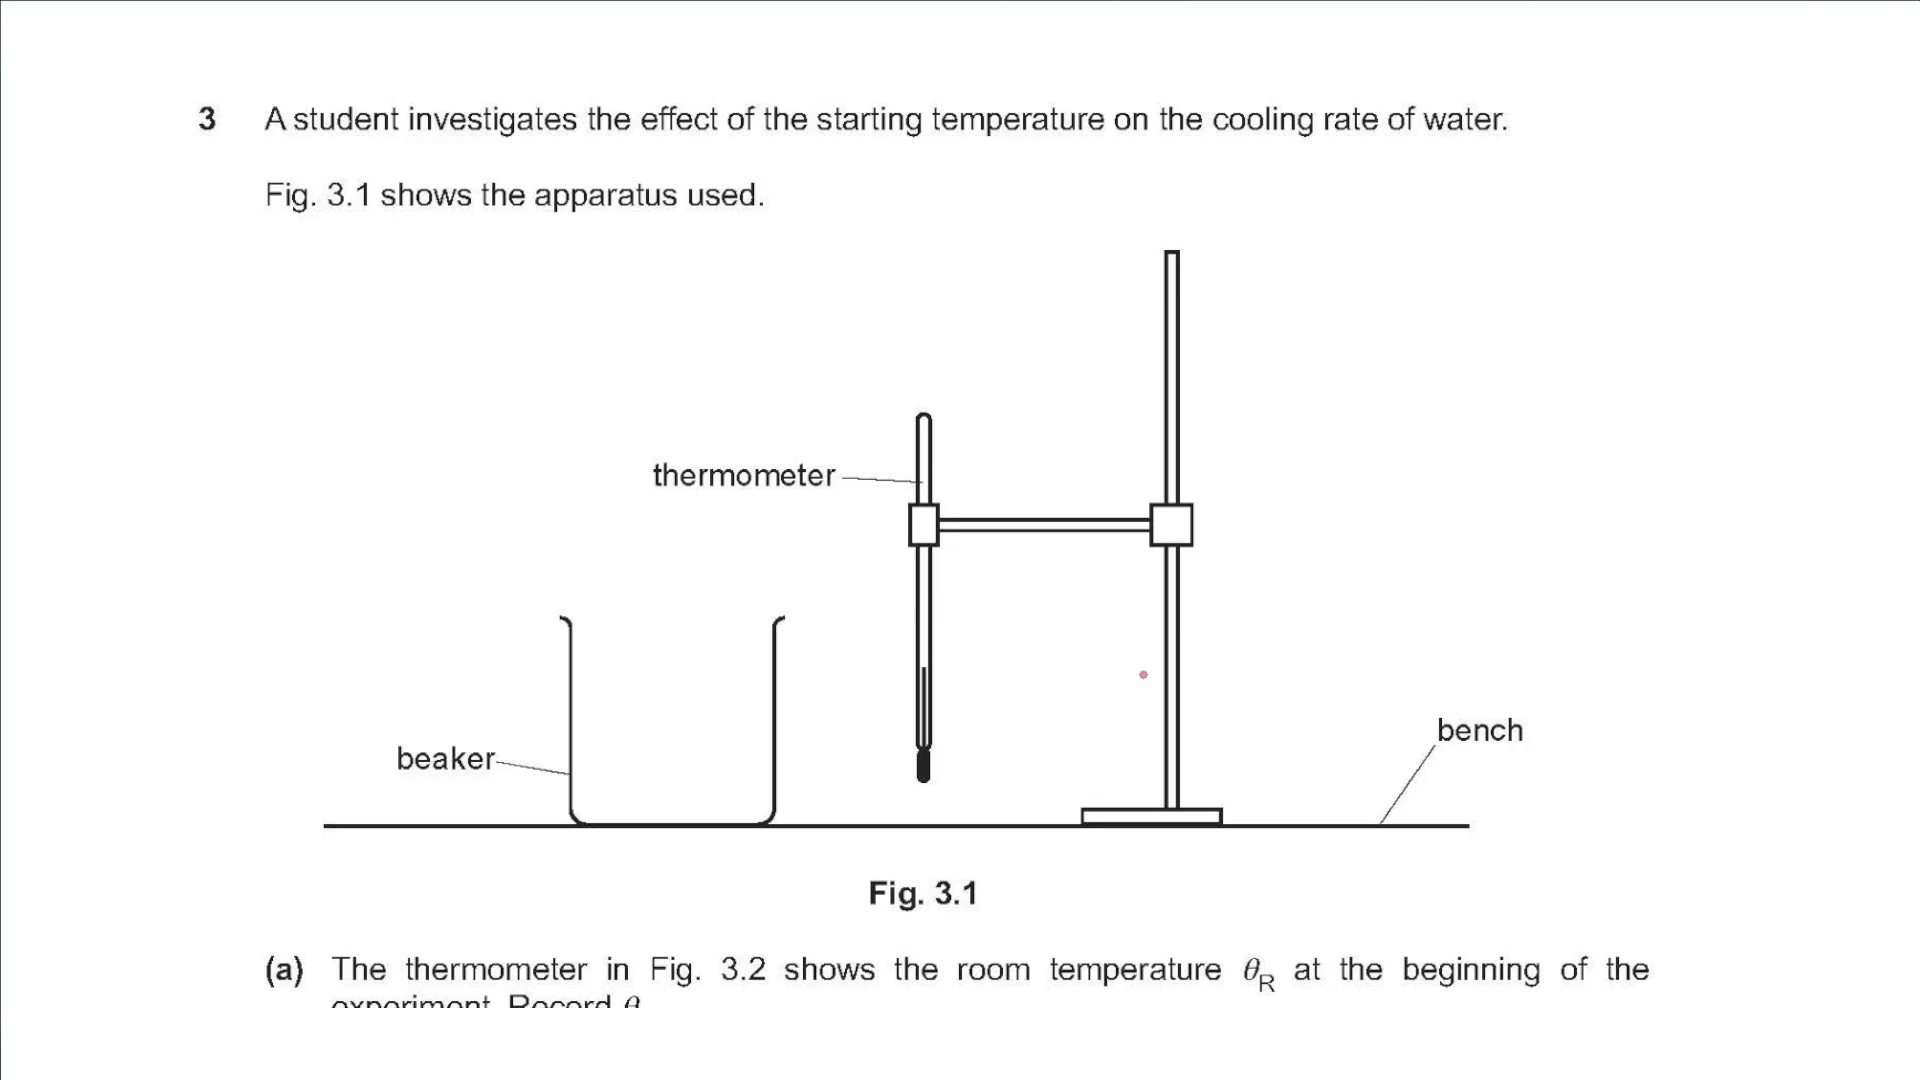 3 A student investigates the effect of the starting temperature on the cooling rate of water.
Fig. 3.1 shows the apparatus used.
thermometer
bench
beaker
Fig. 3.1
(a) The thermometer in Fig. 3.2 shows the room temperature θR at the beginning of the
experiment. Record θ